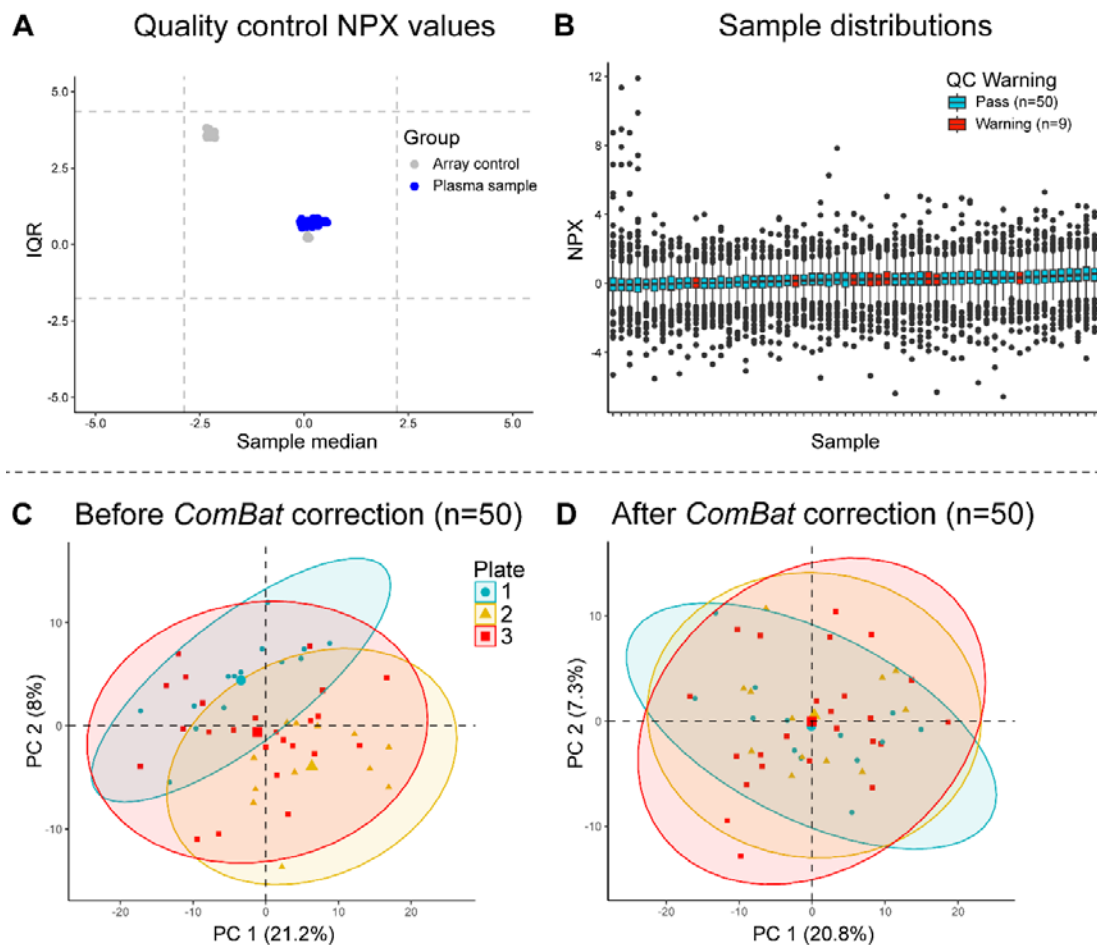 A Quality control NPX values
5.0
2.5
0.0
-2.5
-5.0
IQR
Group
Array control
Plasma sample
-5.0 -2.5 0.0 2.5 5.0
Sample median
B Sample distributions
12
8
4
0
-4
NPX
QC Warning
Pass (n=50)
Warning (n=9)
Sample
C Before ComBat correction (n=50)
10
0
-10
PC 2 (8%)
Plate
1
2
3
-20 -10 0 10 20
PC 1 (21.2%)
D After ComBat correction (n=50)
10
0
-10
PC 2 (7.3%)
-20 -10 0 10 20
PC 1 (20.8%)